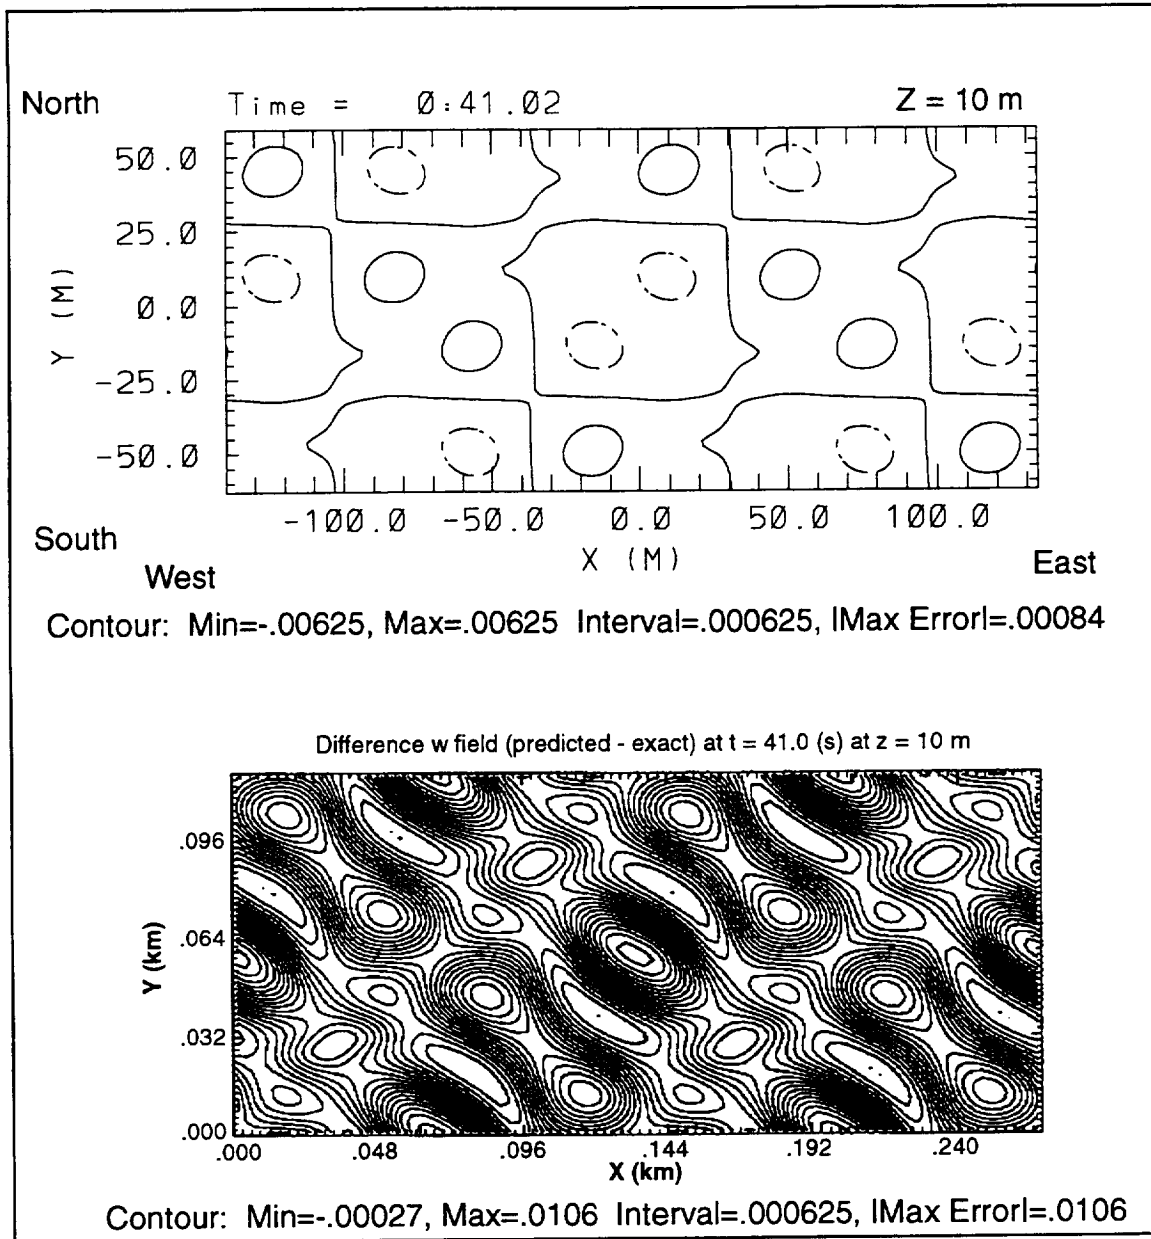 North
Time = 0:41.02
Z = 10 m
50.0
25.0
0.0
-25.0
-50.0
Y (M)
-100.0 -50.0 0.0 50.0 100.0
South
X (M)
East
West
Contour: Min=-.00625, Max=.00625 Interval=.000625, |Max Error|=.00084
Difference w field (predicted - exact) at t = 41.0 (s) at z = 10 m
.096
.064
.032
.000
Y (km)
.000 .048 .096 .144 .192 .240
X (km)
Contour: Min=-.00027, Max=.0106 Interval=.000625, |Max Error|=.0106